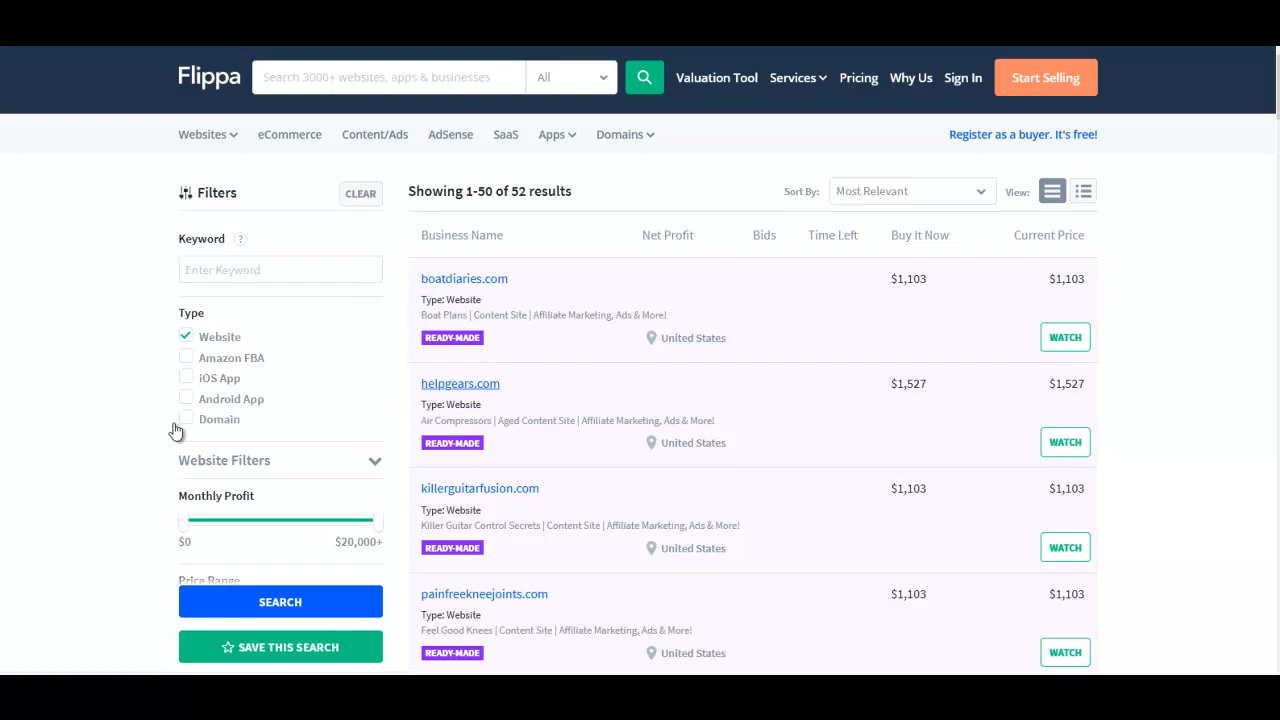 Flippa
Search 3000+ websites, apps & businesses
All
Valuation Tool
Services
Pricing
Why Us
Sign In
Start Selling
Websites
eCommerce
Content/Ads
AdSense
SaaS
Apps
Domains
Register as a buyer. It's free!
Filters
CLEAR
Keyword ?
Enter Keyword
Type
Website
Amazon FBA
iOS App
Android App
Domain
Website Filters
Monthly Profit
$0 $20,000+
Price Range
SEARCH
SAVE THIS SEARCH
Showing 1-50 of 52 results
Sort By: Most Relevant
View:
Business Name Net Profit Bids Time Left Buy It Now Current Price
boatdiaries.com $1,103 $1,103
Type: Website
Boat Plans | Content Site | Affiliate Marketing, Ads & More!
READY-MADE United States WATCH
helpgears.com $1,527 $1,527
Type: Website
Air Compressors | Aged Content Site | Affiliate Marketing, Ads & More!
READY-MADE United States WATCH
killerguitarfusion.com $1,103 $1,103
Type: Website
Killer Guitar Control Secrets | Content Site | Affiliate Marketing, Ads & More!
READY-MADE United States WATCH
painfreekneejoints.com $1,103 $1,103
Type: Website
Feel Good Knees | Content Site | Affiliate Marketing, Ads & More!
READY-MADE United States WATCH